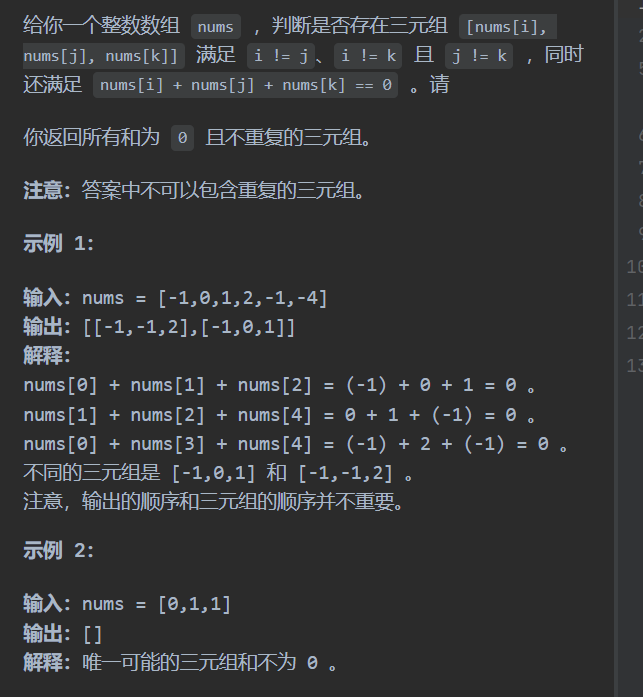 给你一个整数数组 nums ，判断是否存在三元组 [nums[i],
nums[j], nums[k]] 满足 i != j、i != k 且 j != k ，同时
还满足 nums[i] + nums[j] + nums[k] == 0 。请
你返回所有和为 0 且不重复的三元组。
注意：答案中不可以包含重复的三元组。
示例 1：
输入：nums = [-1,0,1,2,-1,-4]
输出：[[-1,-1,2],[-1,0,1]]
解释：
nums[0] + nums[1] + nums[2] = (-1) + 0 + 1 = 0 。
nums[1] + nums[2] + nums[4] = 0 + 1 + (-1) = 0 。
nums[0] + nums[3] + nums[4] = (-1) + 2 + (-1) = 0 。
不同的三元组是 [-1,0,1] 和 [-1,-1,2] 。
注意，输出的顺序和三元组的顺序并不重要。
示例 2：
输入：nums = [0,1,1]
输出：[]
解释：唯一可能的三元组和不为 0 。
10
11
12
13